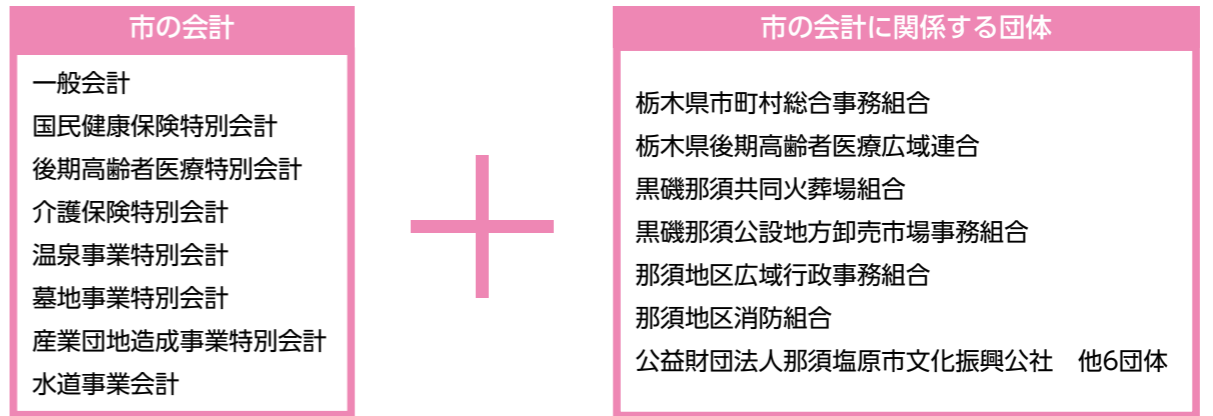 市の会計
一般会計
国民健康保険特別会計
後期高齢者医療特別会計
介護保険特別会計
温泉事業特別会計
墓地事業特別会計
産業団地造成事業特別会計
水道事業会計
市の会計に関係する団体
栃木県市町村総合事務組合
栃木県後期高齢者医療広域連合
黒磯那須共同火葬場組合
黒磯那須公設地方卸売市場事務組合
那須地区広域行政事務組合
那須地区消防組合
公益財団法人那須塩原市文化振興公社　他6団体